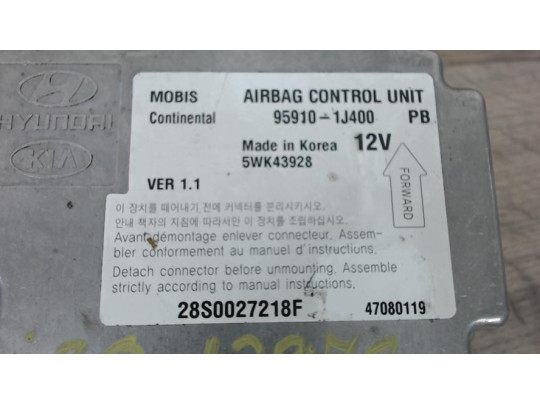 HYUNDAI
KIA
MOBIS AIRBAG CONTROL UNIT
Continental 95910-1J400 PB
Made in Korea 12V
5WK43928
VER 1.1
FORWARD
이 장치를 떼어내기 전에 커넥터를 분리시키시오.
안내 책자의 지침에 따라서만 이 장치를 조립하십시오.
Avant démontage enlever connecteur. Assem-
bler conformement au manuel d'instructions.
Detach connector before unmounting. Assemble
strictly according to manual instructions.
28S0027218F 47080119